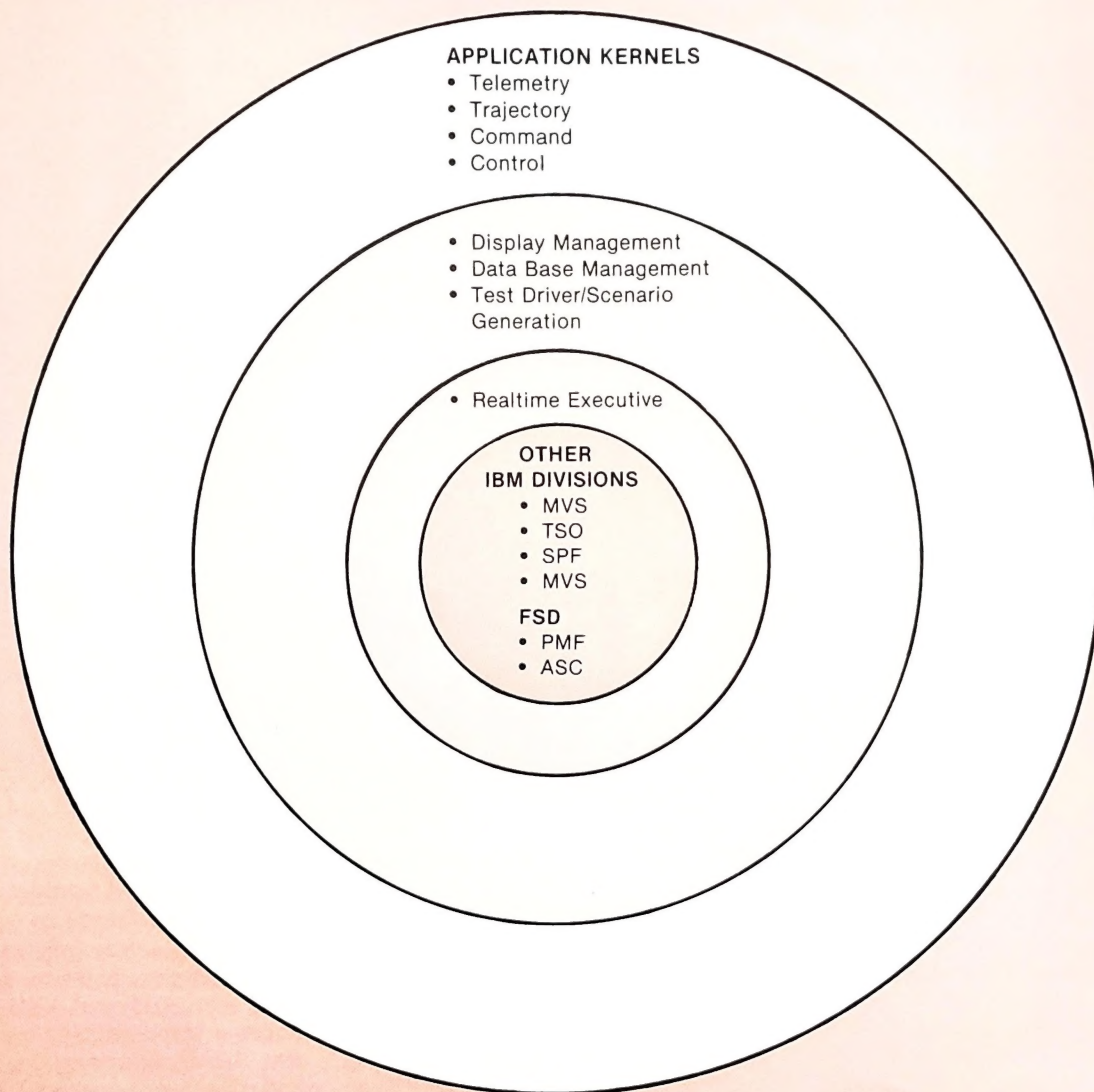 APPLICATION KERNELS
• Telemetry
• Trajectory
• Command
• Control
• Display Management
• Data Base Management
• Test Driver/Scenario
Generation
• Realtime Executive
OTHER
IBM DIVISIONS
• MVS
• TSO
• SPF
• MVS
FSD
• PMF
• ASC